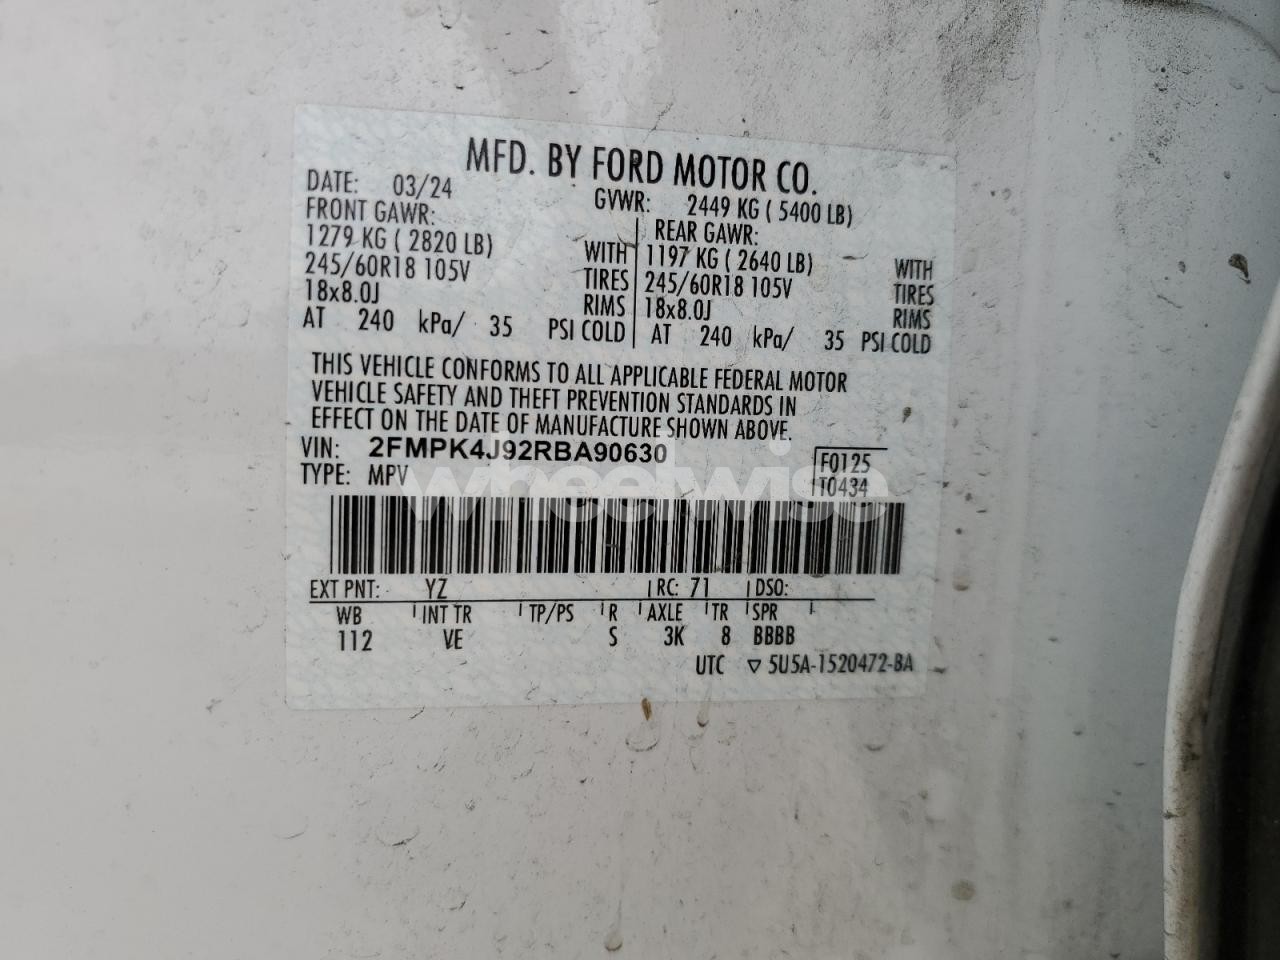 MFD. BY FORD MOTOR CO.
DATE: 03/24 GVWR: 2449 KG ( 5400 LB)
FRONT GAWR: REAR GAWR:
1279 KG ( 2820 LB) WITH 1197 KG ( 2640 LB) WITH
245/60R18 105V TIRES 245/60R18 105V TIRES
18x8.0J RIMS 18x8.0J RIMS
AT 240 kPa/ 35 PSI COLD AT 240 kPa/ 35 PSI COLD
THIS VEHICLE CONFORMS TO ALL APPLICABLE FEDERAL MOTOR
VEHICLE SAFETY AND THEFT PREVENTION STANDARDS IN
EFFECT ON THE DATE OF MANUFACTURE SHOWN ABOVE.
VIN: 2FMPK4J92RBA90630 F0125
TYPE: MPV T0434
wheelwise
EXT PNT: YZ RC: 71 DSO:
WB INT TR TP/PS R AXLE TR SPR
112 VE S 3K 8 BBBB
UTC ▽ 5U5A-1520472-BA